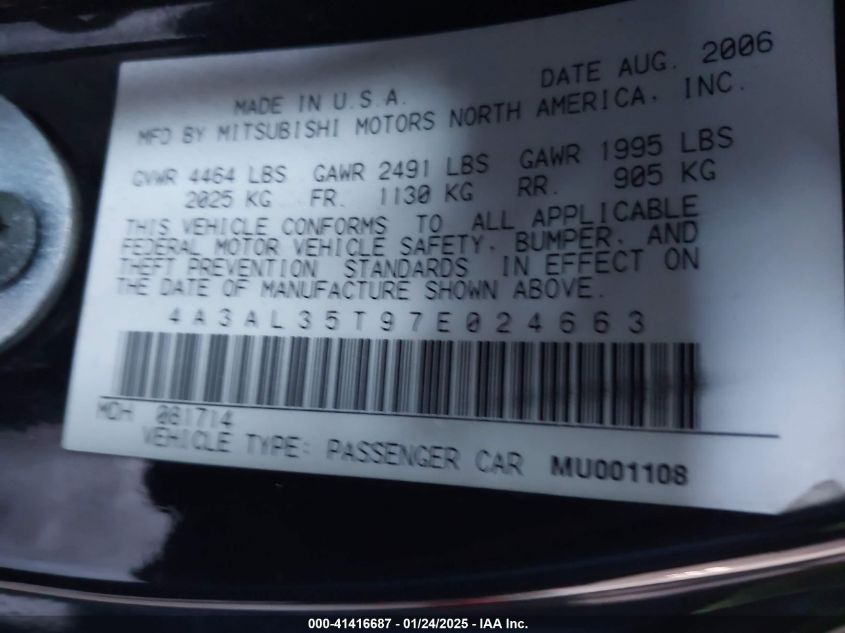 MADE IN U.S.A. DATE AUG. 2006
MFD BY MITSUBISHI MOTORS NORTH AMERICA, INC.
GVWR 4464 LBS GAWR 2491 LBS GAWR 1995 LBS
2025 KG FR. 1130 KG RR. 905 KG
THIS VEHICLE CONFORMS TO ALL APPLICABLE
FEDERAL MOTOR VEHICLE SAFETY, BUMPER, AND
THEFT PREVENTION STANDARDS IN EFFECT ON
THE DATE OF MANUFACTURE SHOWN ABOVE.
4A3AL35T97E024663
MDH 081714
VEHICLE TYPE: PASSENGER CAR MU001108
000-41416687 - 01/24/2025 - IAA Inc.